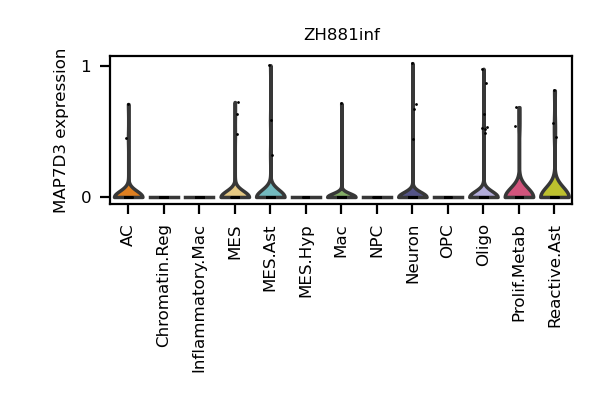 ZH881inf
MAP7D3 expression
1
0
AC
Chromatin.Reg
Inflammatory.Mac
MES
MES.Ast
MES.Hyp
Mac
NPC
Neuron
OPC
Oligo
Prolif.Metab
Reactive.Ast